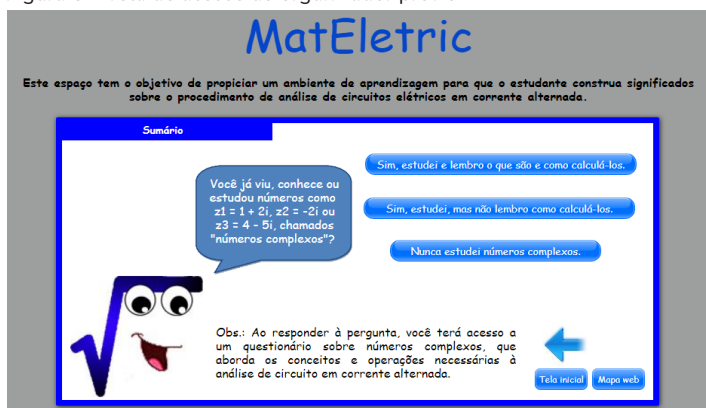 MatEletric
Este espaço tem o objetivo de propiciar um ambiente de aprendizagem para que o estudante construa significados
sobre o procedimento de análise de circuitos elétricos em corrente alternada.
Sumário
Você já viu, conhece ou
estudou números como
z1 = 1 + 2i, z2 = -2i ou
z3 = 4 - 5i, chamados
"números complexos"?
Sim, estudei e lembro o que são e como calculá-los.
Sim, estudei, mas não lembro como calculá-los.
Nunca estudei números complexos.
Obs.: Ao responder à pergunta, você terá acesso a
um questionário sobre números complexos, que
aborda os conceitos e operações necessárias à
análise de circuito em corrente alternada.
Tela inicial
Mapa web